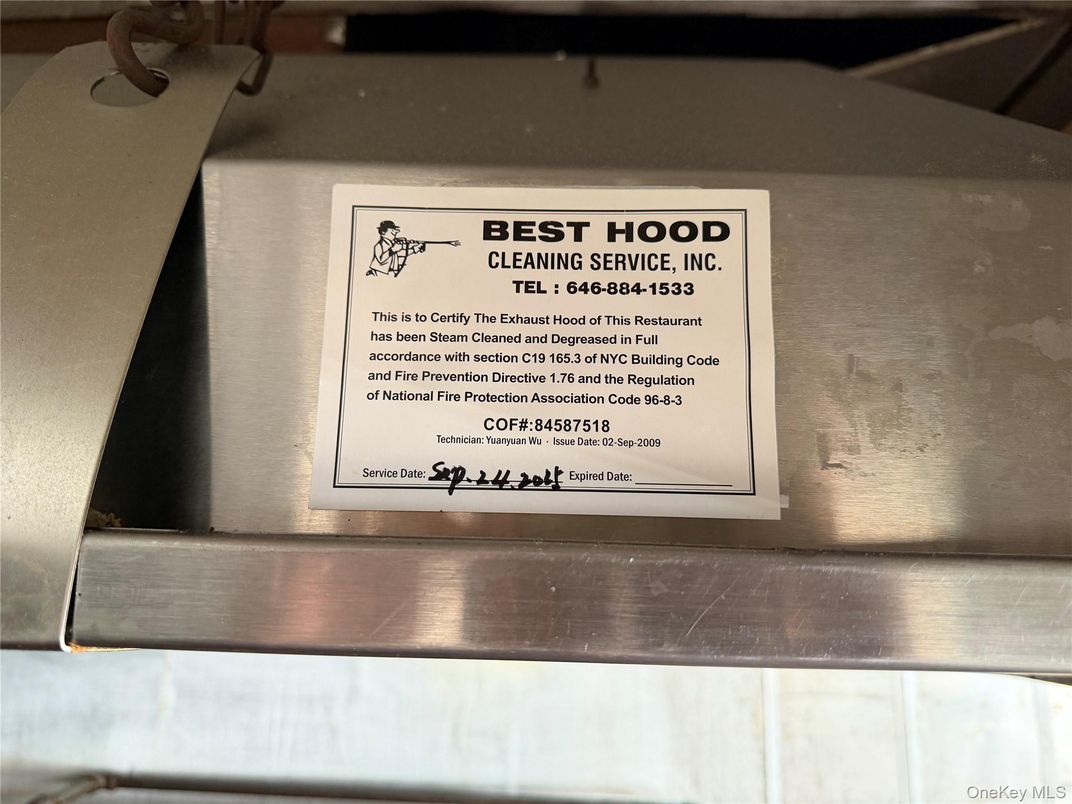 BEST HOOD
CLEANING SERVICE, INC.
TEL : 646-884-1533
This is to Certify The Exhaust Hood of This Restaurant
has been Steam Cleaned and Degreased in Full
accordance with section C19 165.3 of NYC Building Code
and Fire Prevention Directive 1.76 and the Regulation
of National Fire Protection Association Code 96-8-3
COF#:84587518
Technician: Yuanyuan Wu · Issue Date: 02-Sep-2009
Service Date: Sep. 24. 2025 Expired Date:
OneKey MLS